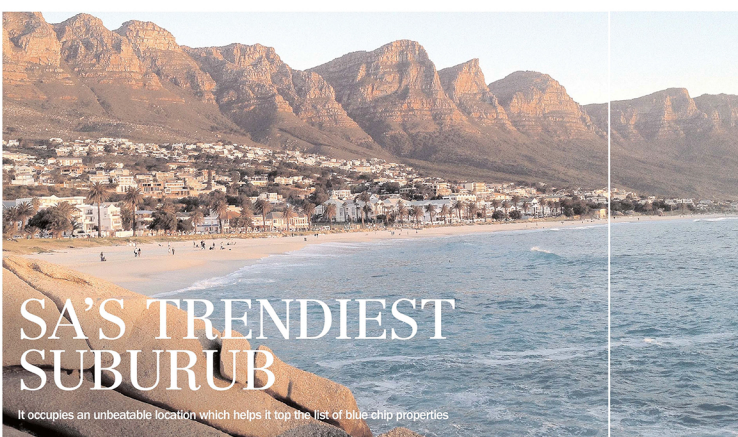 SA'S TRENDIEST
SUBURUB
It occupies an unbeatable location which helps it top the list of blue chip properties